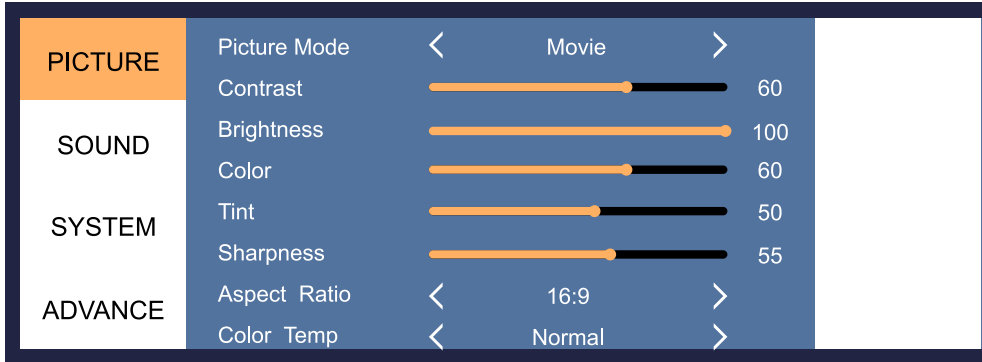 PICTURE
SOUND
SYSTEM
ADVANCE
Picture Mode Movie
Contrast 60
Brightness 100
Color 60
Tint 50
Sharpness 55
Aspect Ratio 16:9
Color Temp Normal